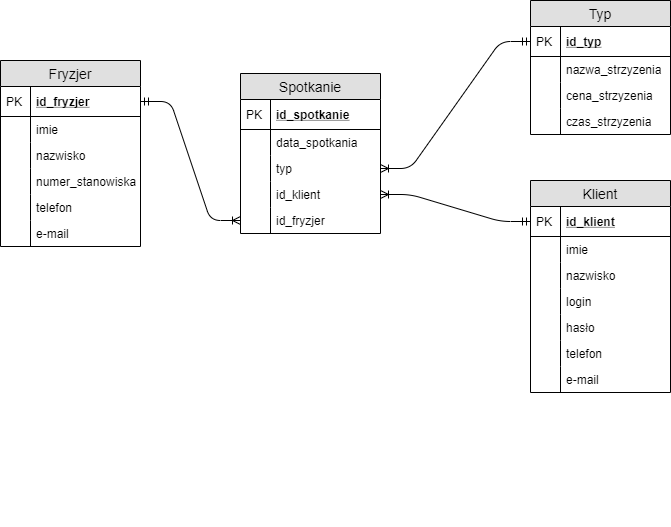 Fryzjer
PK id_fryzjer
imie
nazwisko
numer_stanowiska
telefon
e-mail
Spotkanie
PK id_spotkanie
data_spotkania
typ
id_klient
id_fryzjer
Typ
PK id_typ
nazwa_strzyzenia
cena_strzyzenia
czas_strzyzenia
Klient
PK id_klient
imie
nazwisko
login
hasło
telefon
e-mail